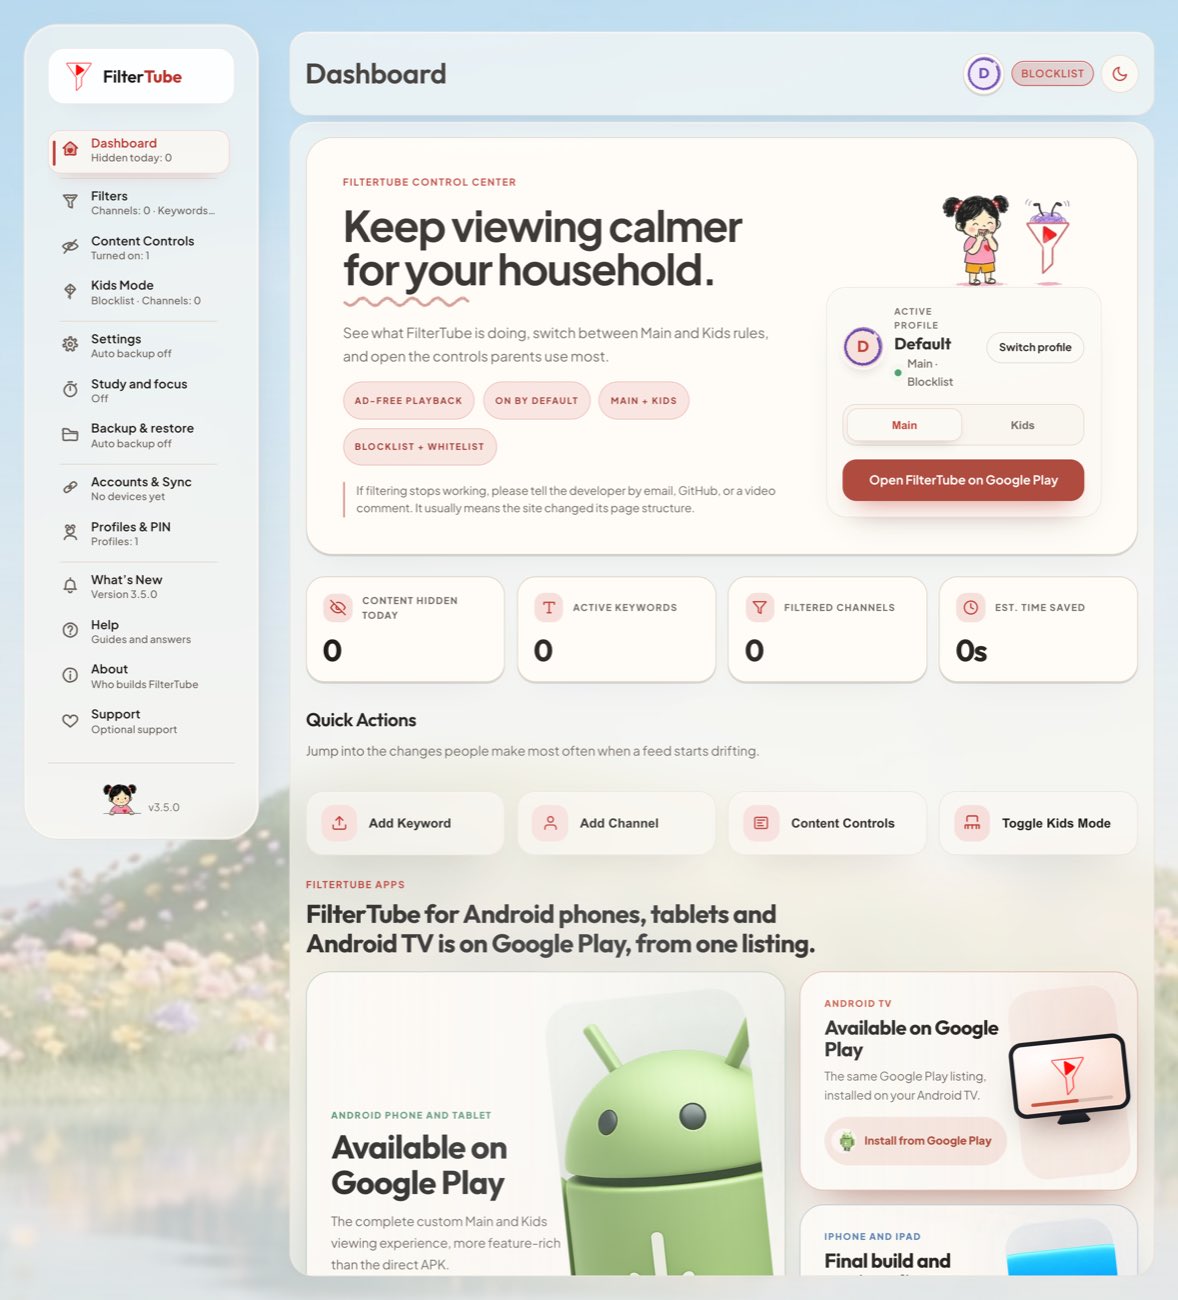 FilterTube
Dashboard
Hidden today: 0
Filters
Channels: 0 · Keywords...
Content Controls
Turned on: 1
Kids Mode
Blocklist · Channels: 0
Settings
Auto backup off
Study and focus
Off
Backup & restore
Auto backup off
Accounts & Sync
No devices yet
Profiles & PIN
Profiles: 1
What's New
Version 3.5.0
Help
Guides and answers
About
Who builds FilterTube
Support
Optional support
v3.5.0
Dashboard
D
BLOCKLIST
FILTERTUBE CONTROL CENTER
Keep viewing calmer
for your household.
See what FilterTube is doing, switch between Main and Kids rules,
and open the controls parents use most.
AD-FREE PLAYBACK
ON BY DEFAULT
MAIN + KIDS
BLOCKLIST + WHITELIST
If filtering stops working, please tell the developer by email, GitHub, or a video
comment. It usually means the site changed its page structure.
ACTIVE
PROFILE
D
Default
Main ·
Blocklist
Switch profile
Main
Kids
Open FilterTube on Google Play
CONTENT HIDDEN
TODAY
0
ACTIVE KEYWORDS
0
FILTERED CHANNELS
0
EST. TIME SAVED
0s
Quick Actions
Jump into the changes people make most often when a feed starts drifting.
Add Keyword
Add Channel
Content Controls
Toggle Kids Mode
FILTERTUBE APPS
FilterTube for Android phones, tablets and
Android TV is on Google Play, from one listing.
ANDROID PHONE AND TABLET
Available on
Google Play
The complete custom Main and Kids
viewing experience, more feature-rich
than the direct APK.
ANDROID TV
Available on Google
Play
The same Google Play listing,
installed on your Android TV.
Install from Google Play
IPHONE AND IPAD
Final build and